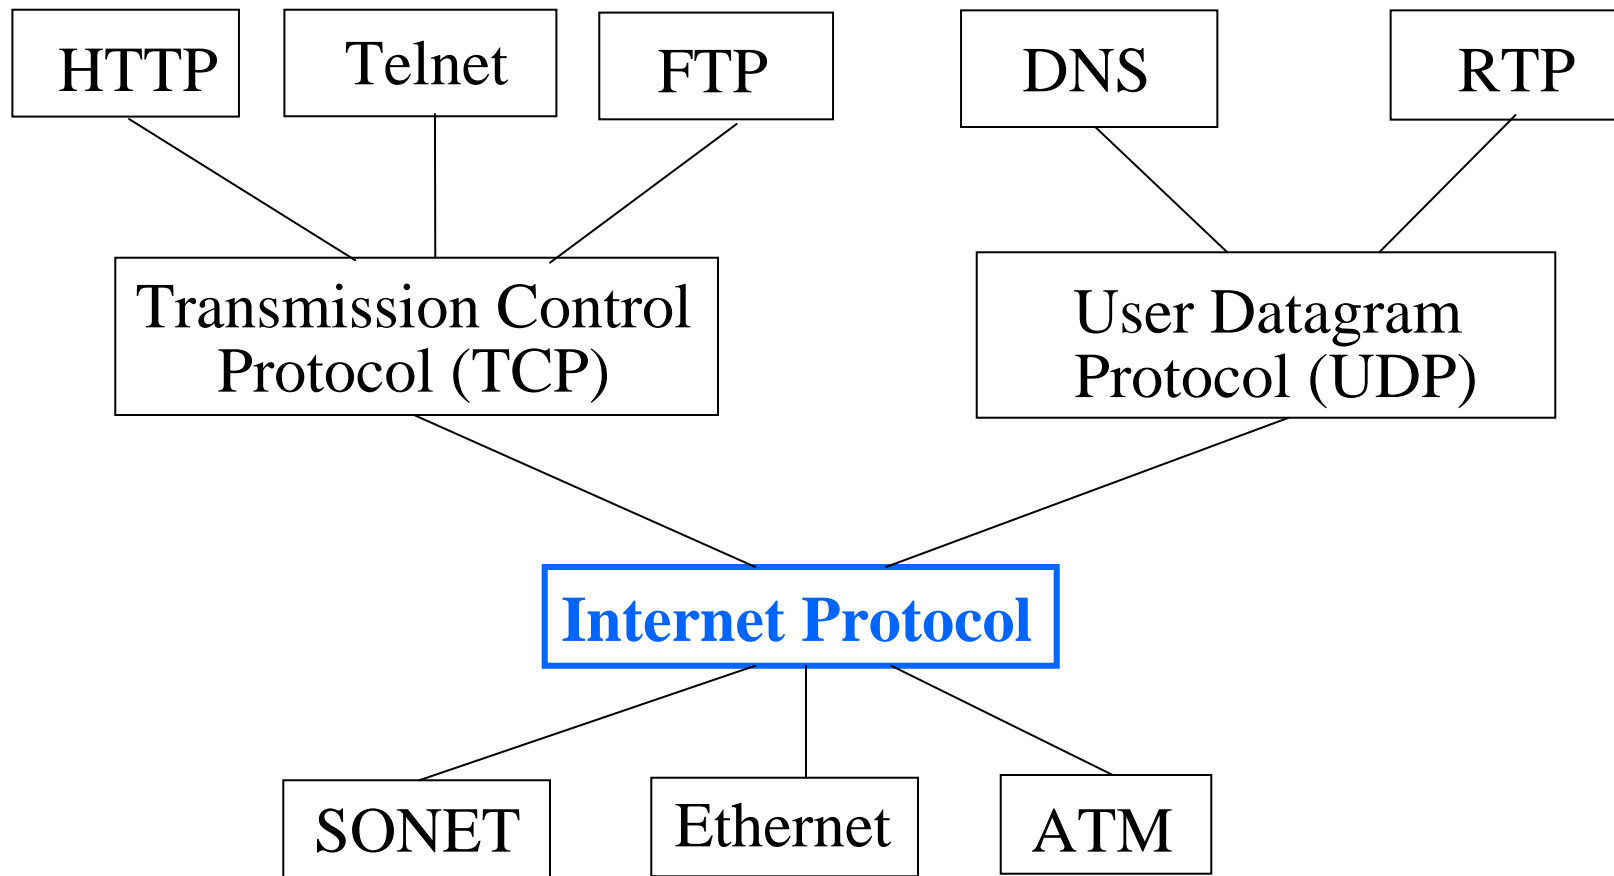 HTTP
Telnet
FTP
DNS
RTP
Transmission Control
Protocol (TCP)
User Datagram
Protocol (UDP)
Internet Protocol
SONET
Ethernet
ATM